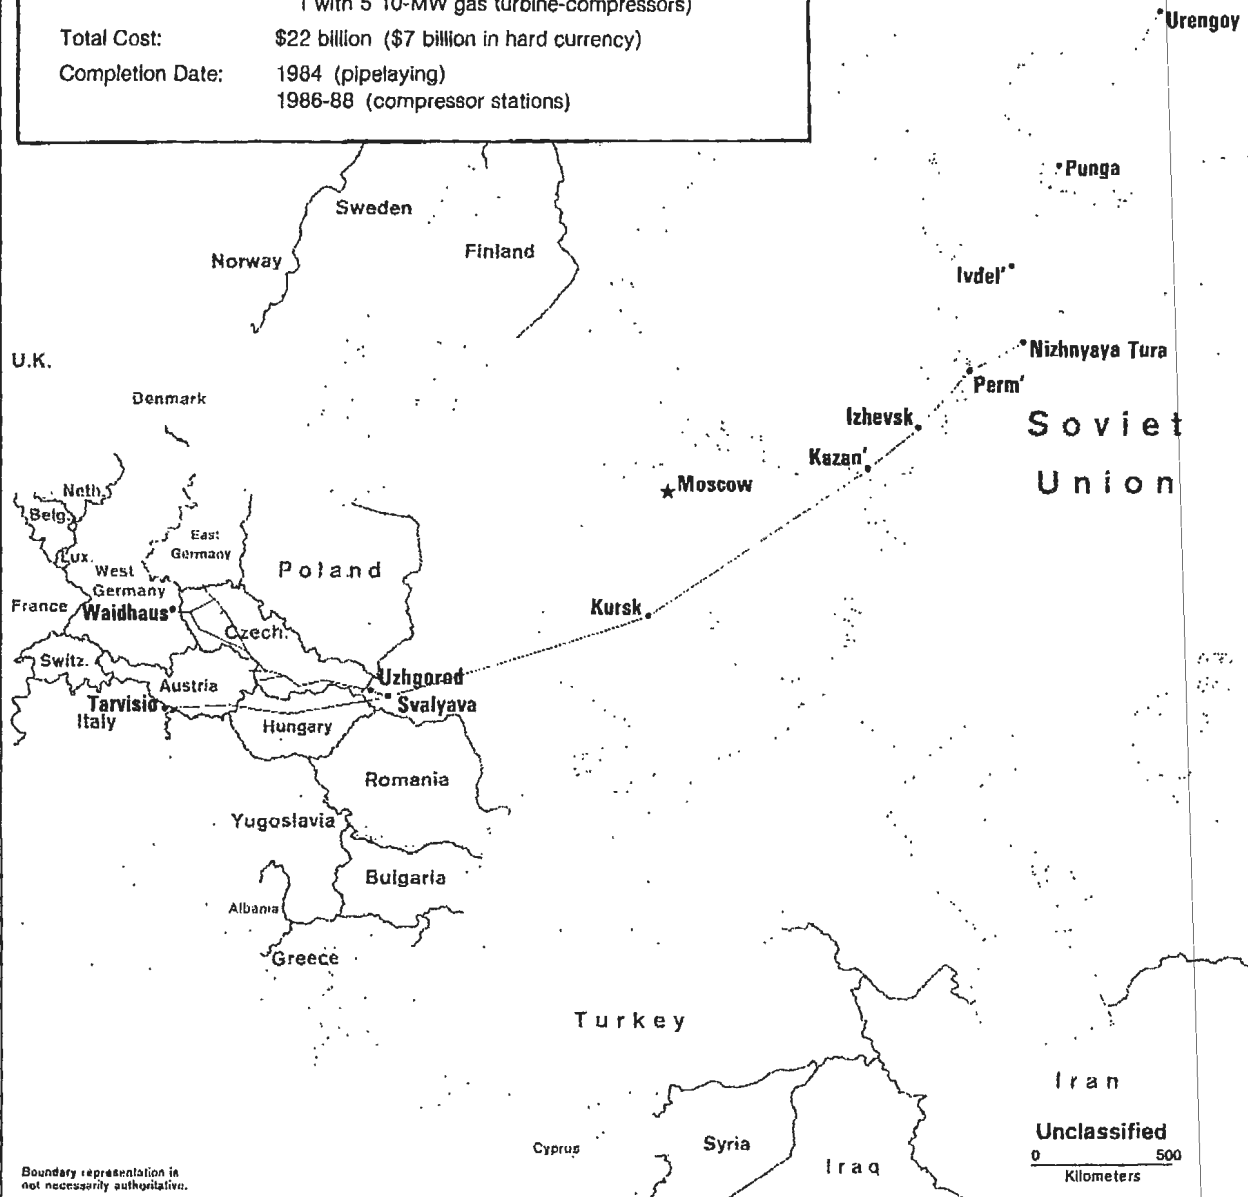 1 with 5 10-MW gas turbine-compressors)
Total Cost: $22 billion ($7 billion in hard currency)
Completion Date: 1984 (pipelaying)
1986-88 (compressor stations)
Urengoy
Punga
Sweden
Norway
Finland
Ivdel'
Nizhnyaya Tura
U.K.
Perm'
Denmark
Izhevsk
Soviet
Union
Kazan'
Moscow
Neth.
Belg.
East
Germany
Lux.
West
Germany
Poland
France
Waidhaus
Kursk
Czech.
Switz.
Uzhgorod
Austria
Svalyava
Tarvisio
Italy
Hungary
Romania
Yugoslavia
Bulgaria
Albania
Greece
Turkey
Iran
Unclassified
0 500
Kilometers
Cyprus
Syria
Iraq
Boundary representation is
not necessarily authoritative.